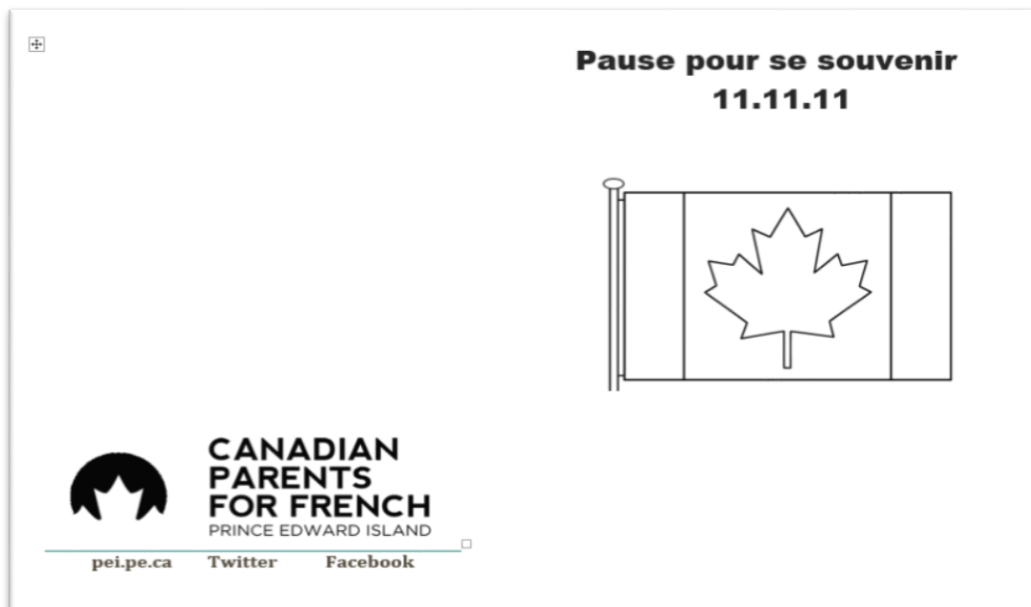 Pause pour se souvenir
11.11.11
CANADIAN
PARENTS
FOR FRENCH
PRINCE EDWARD ISLAND
pei.pe.ca Twitter Facebook